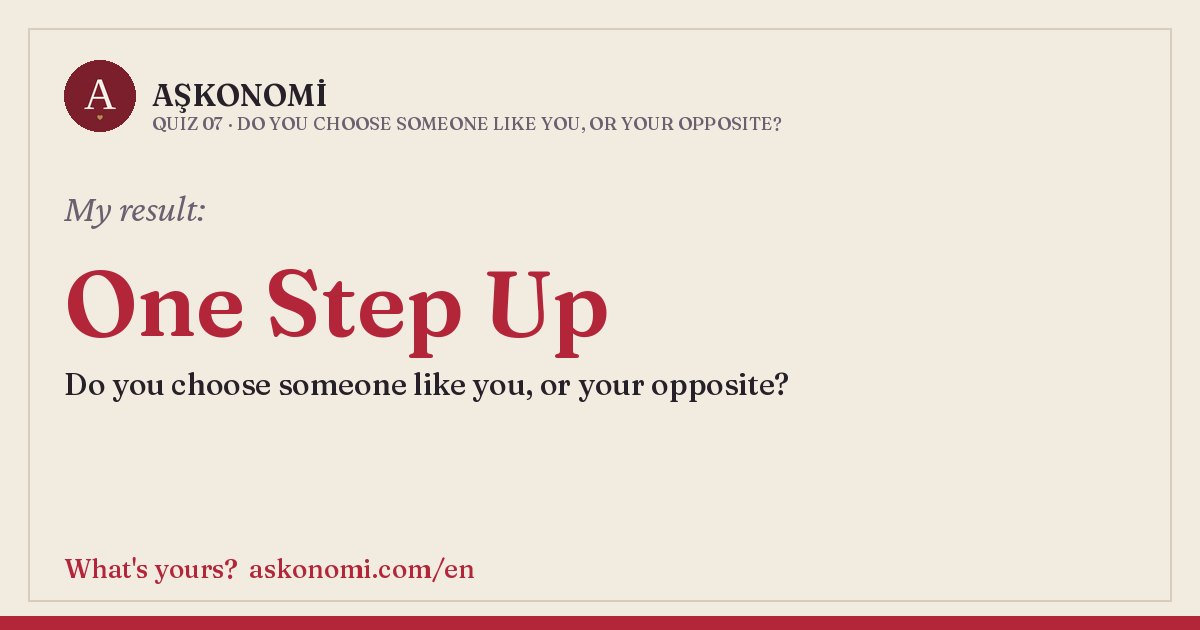 A
AŞKONOMİ
QUIZ 07 · DO YOU CHOOSE SOMEONE LIKE YOU, OR YOUR OPPOSITE?
My result:
One Step Up
Do you choose someone like you, or your opposite?
What's yours? askonomi.com/en